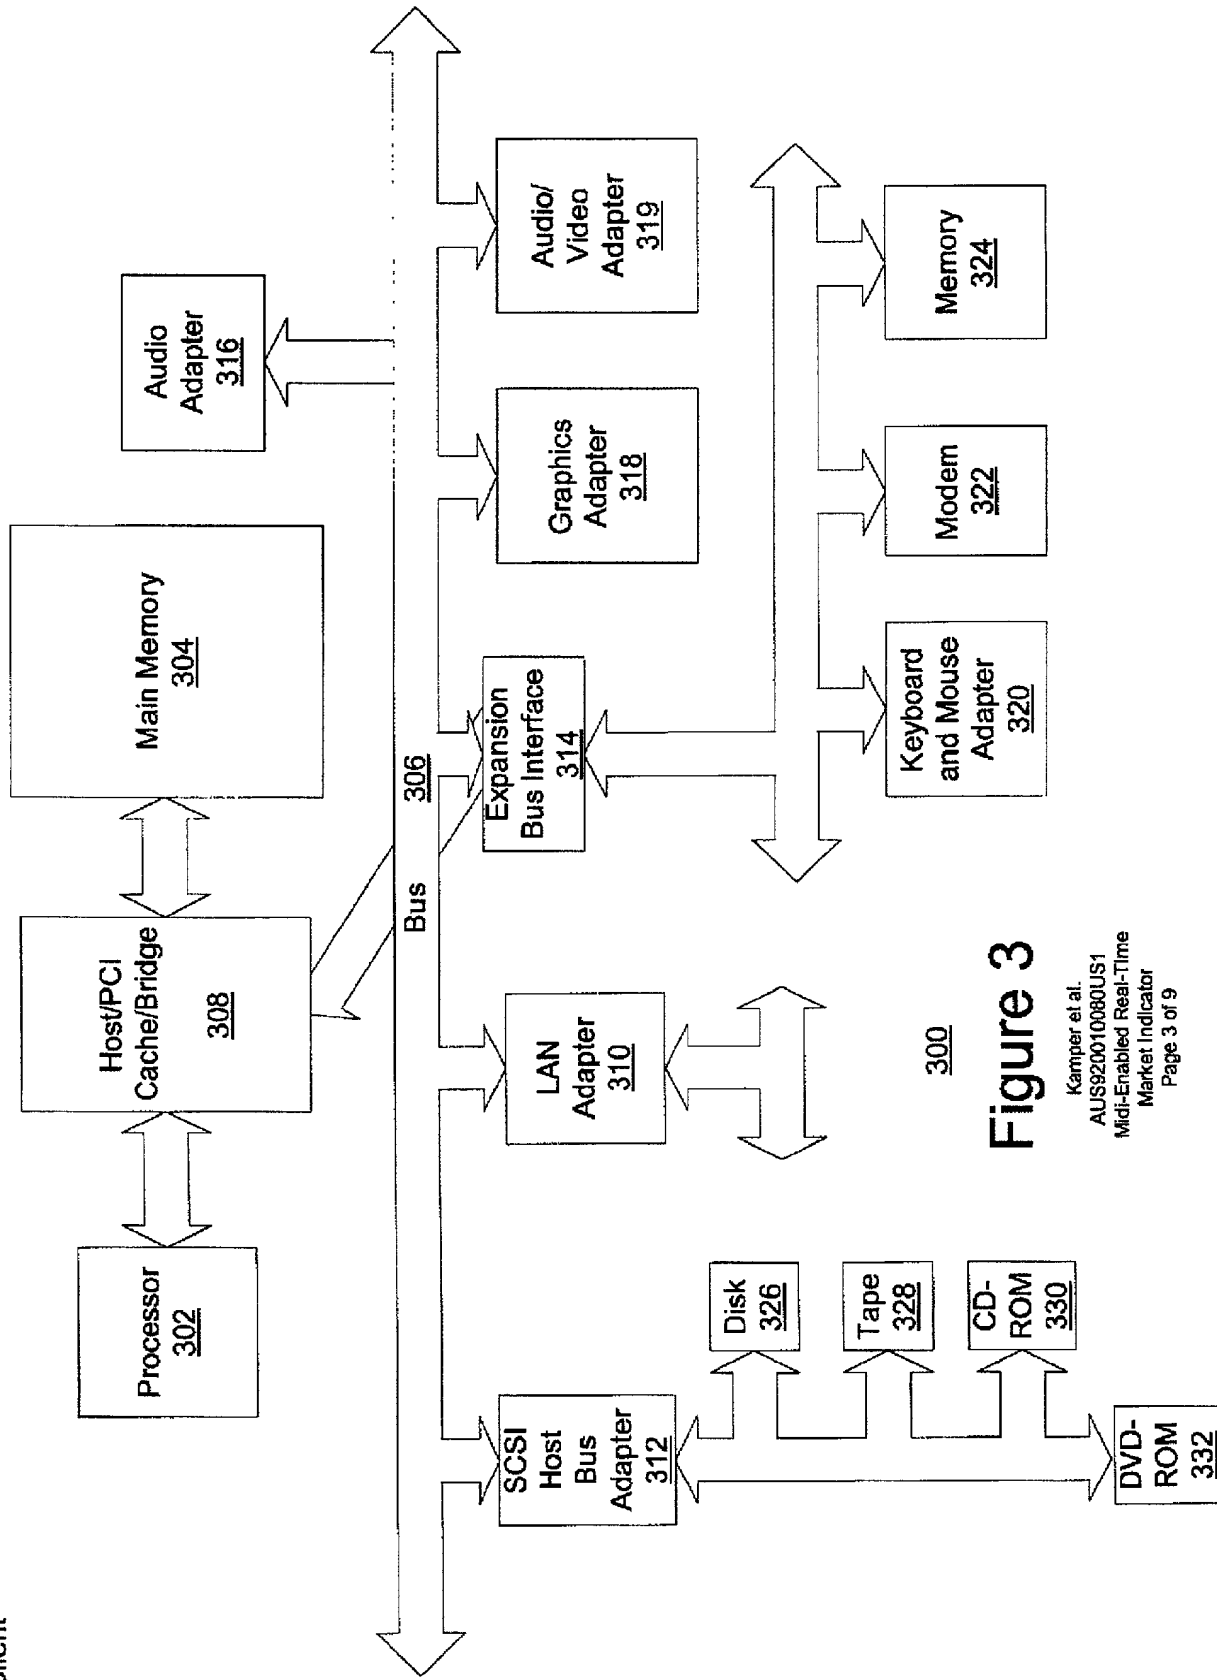 Client
Processor
302
Host/PCI
Cache/Bridge
308
Main Memory
304
Audio
Adapter
316
Bus
306
SCSI
Host
Bus
Adapter
312
LAN
Adapter
310
Expansion
Bus Interface
314
Graphics
Adapter
318
Audio/
Video
Adapter
319
Disk
326
Tape
328
CD-
ROM
330
DVD-
ROM
332
Keyboard
and Mouse
Adapter
320
Modem
322
Memory
324
300
Figure 3
Kamper et al.
AUS920010080US1
Midi-Enabled Real-Time
Market Indicator
Page 3 of 9